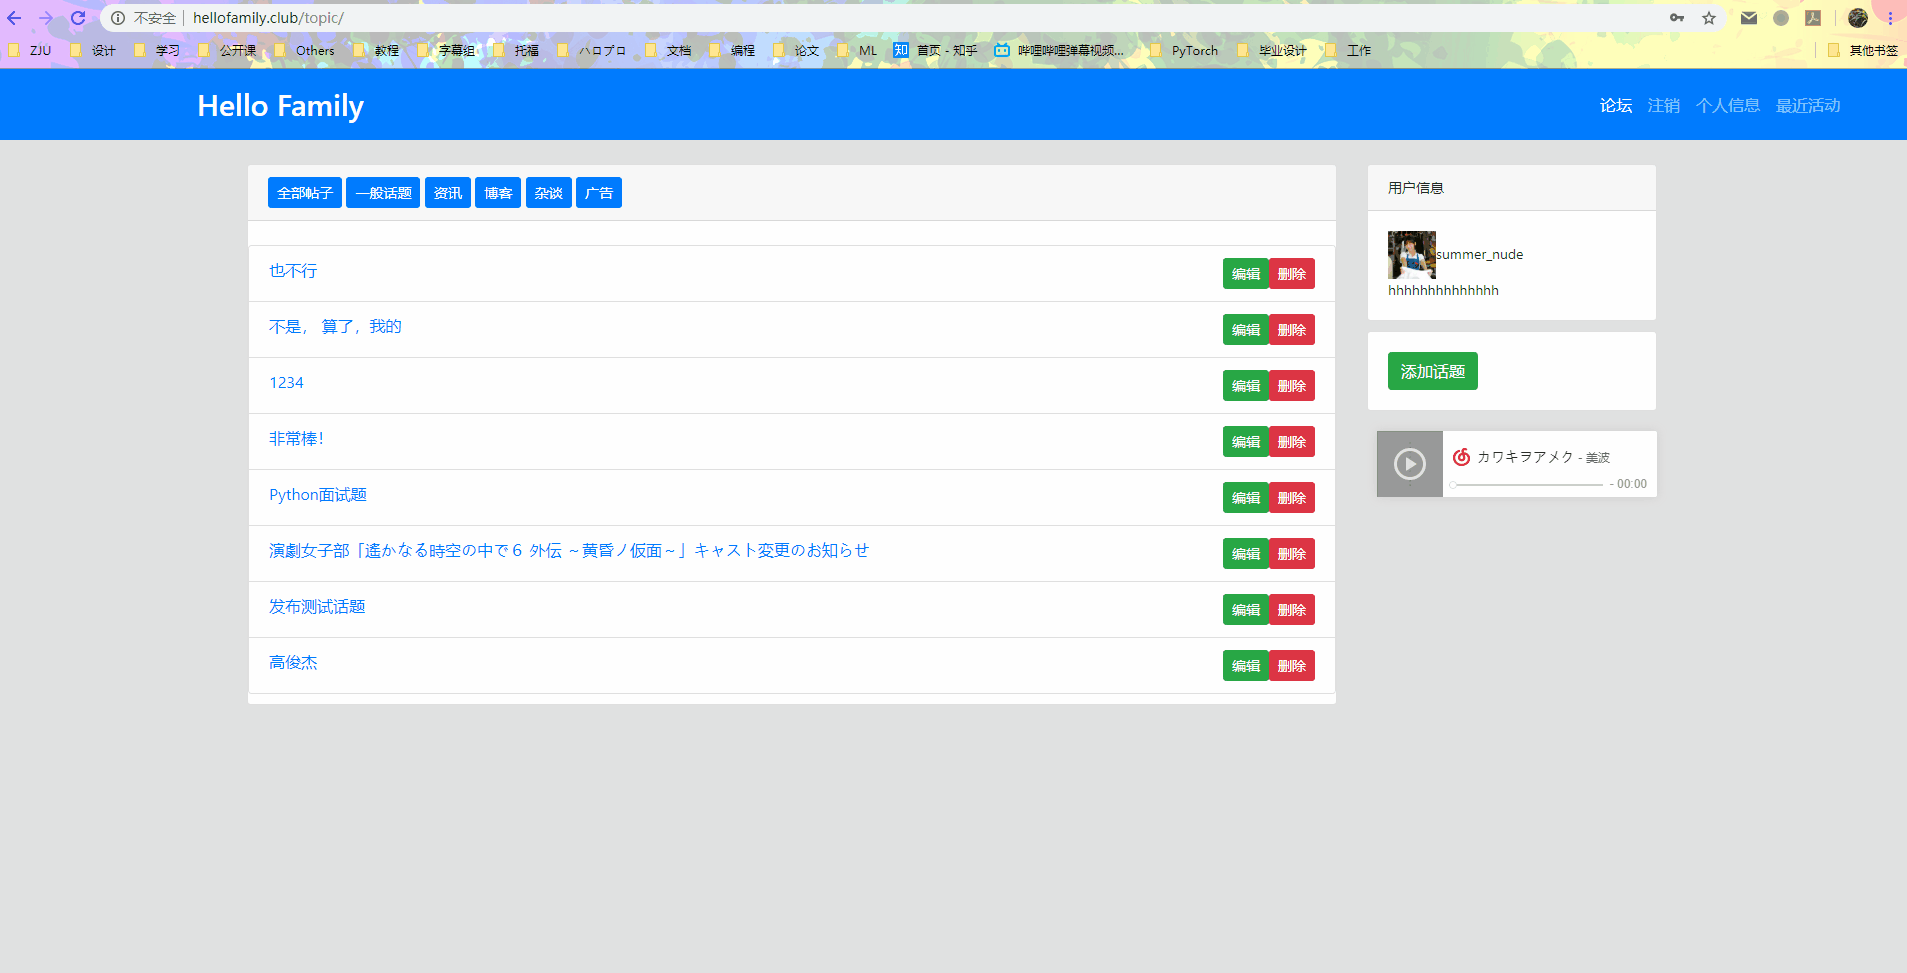 不安全 | hellofamily.club/topic/
ZJU 设计 学习 公开课 Others 教程 字幕组 托福 ハロプロ 文档 编程 论文 ML 知 首页 - 知乎 哔哩哔哩弹幕视频... PyTorch 毕业设计 工作 其他书签
Hello Family 论坛 注销 个人信息 最近活动
全部帖子 一般话题 资讯 博客 杂谈 广告
也不行 编辑 删除
不是， 算了，我的 编辑 删除
1234 编辑 删除
非常棒！ 编辑 删除
Python面试题 编辑 删除
演劇女子部「遙かなる時空の中で６ 外伝 ～黄昏ノ仮面～」キャスト変更のお知らせ 编辑 删除
发布测试话题 编辑 删除
高俊杰 编辑 删除
用户信息
summer_nude
hhhhhhhhhhhhhh
添加话题
カワキヲアメク - 美波
- 00:00